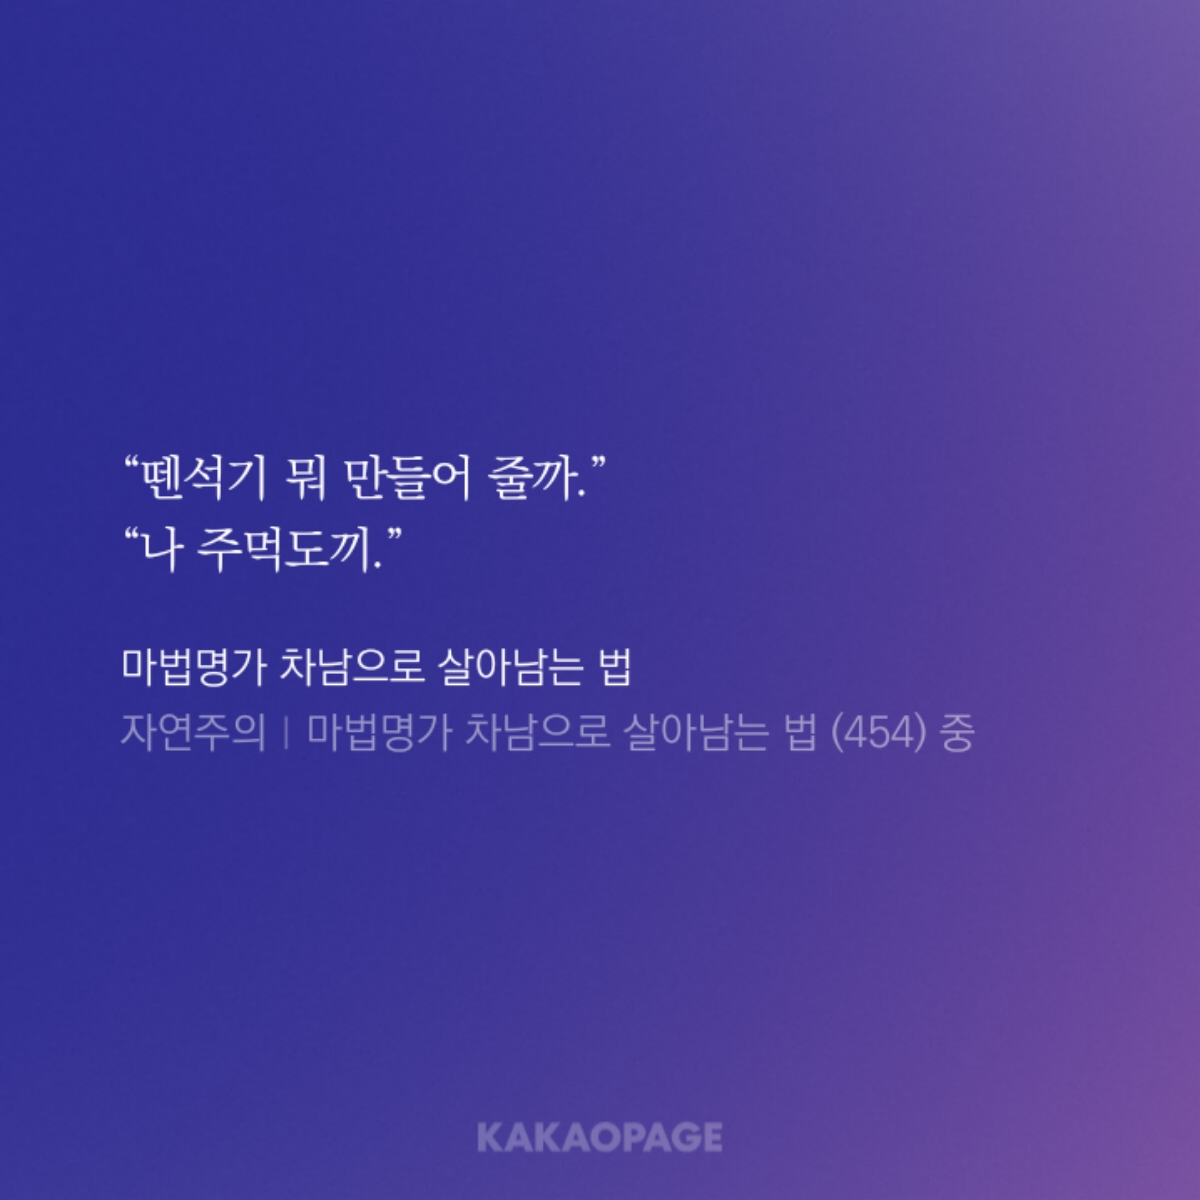 “뗀석기 뭐 만들어 줄까.”
“나 주먹도끼.”
마법명가 차남으로 살아남는 법
자연주의 | 마법명가 차남으로 살아남는 법 (454) 중
KAKAOPAGE